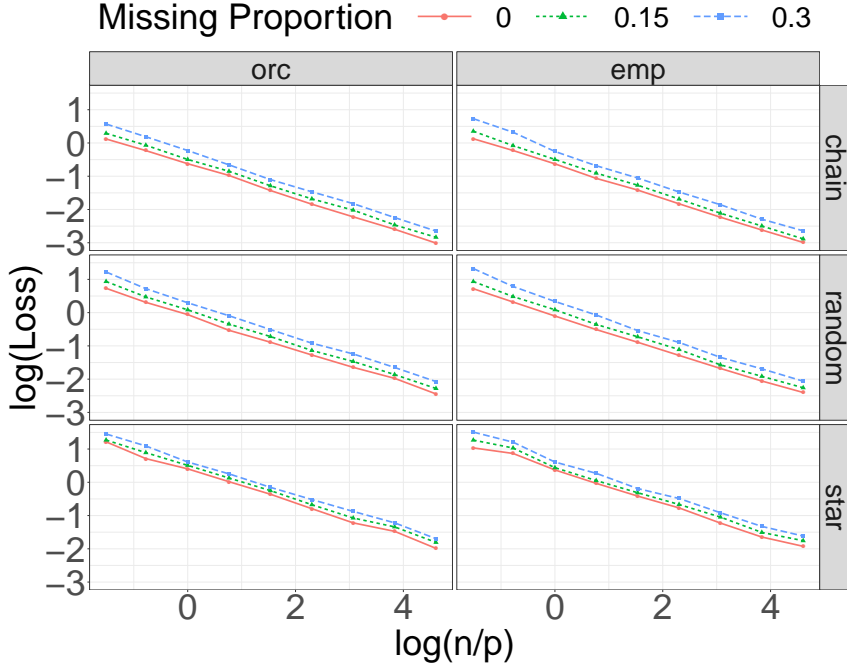 Missing Proportion 0 0.15 0.3
orc emp
1
0
−1
−2
−3
chain
1
0
−1
−2
−3
random
1
0
−1
−2
−3
star
log(Loss)
0 2 4 0 2 4
log(n/p)